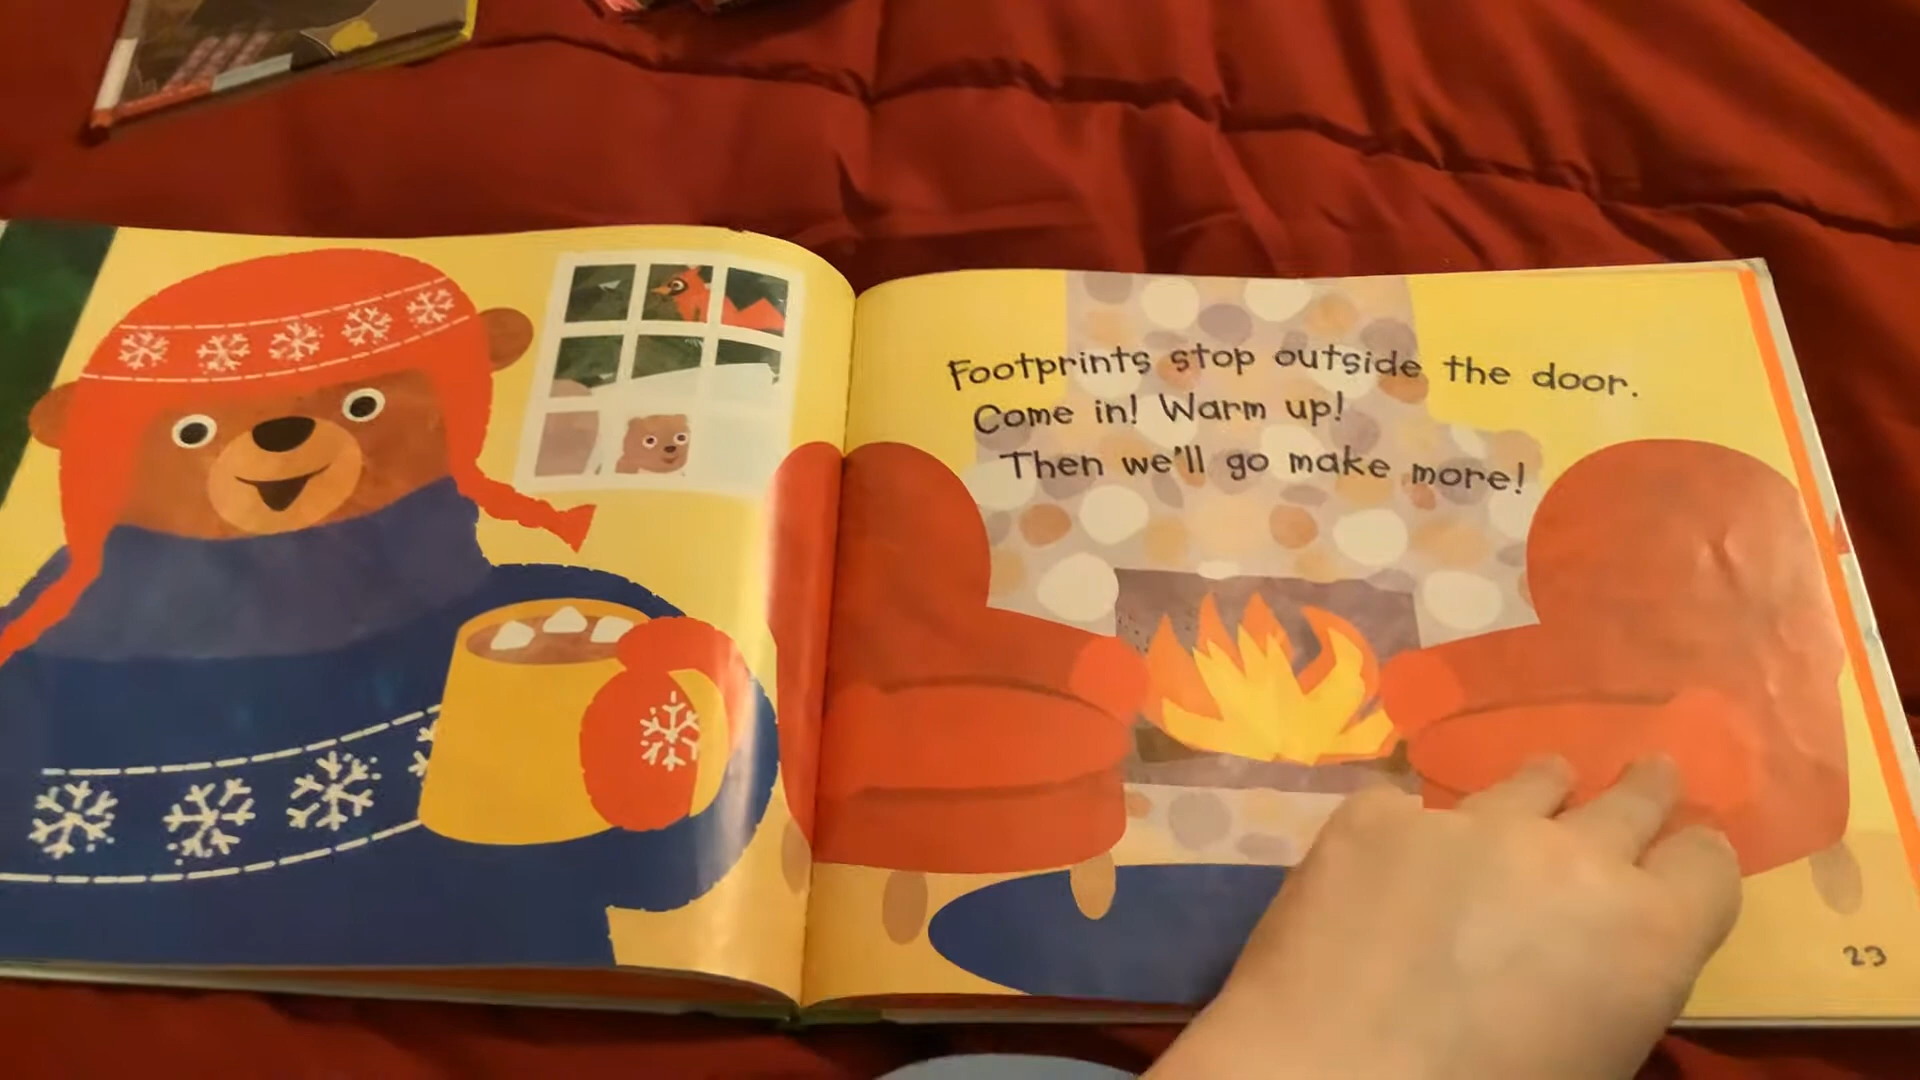 Footprints stop outside the door.
Come in! Warm up!
Then we'll go make more!
23